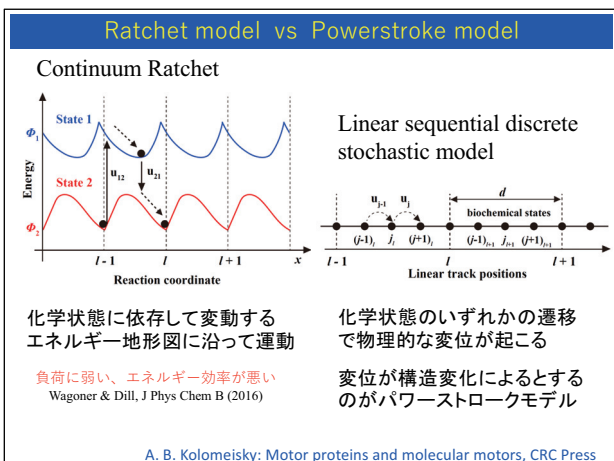 Ratchet model vs Powerstroke model
Continuum Ratchet
Φ₁
State 1
u₁₂
u₂₁
State 2
Φ₂
Energy
l - 1
l
l + 1
x
Reaction coordinate
化学状態に依存して変動する
エネルギー地形図に沿って運動
負荷に弱い、エネルギー効率が悪い
Wagoner & Dill, J Phys Chem B (2016)
Linear sequential discrete
stochastic model
u_{j-1}
u_j
d
biochemical states
(j-1)_l
j_l
(j+1)_l
(j-1)_{l+1}
j_{l+1}
(j+1)_{l+1}
l - 1
l
l + 1
Linear track positions
化学状態のいずれかの遷移
で物理的な変位が起こる
変位が構造変化によるとする
のがパワーストロークモデル
A. B. Kolomeisky: Motor proteins and molecular motors, CRC Press